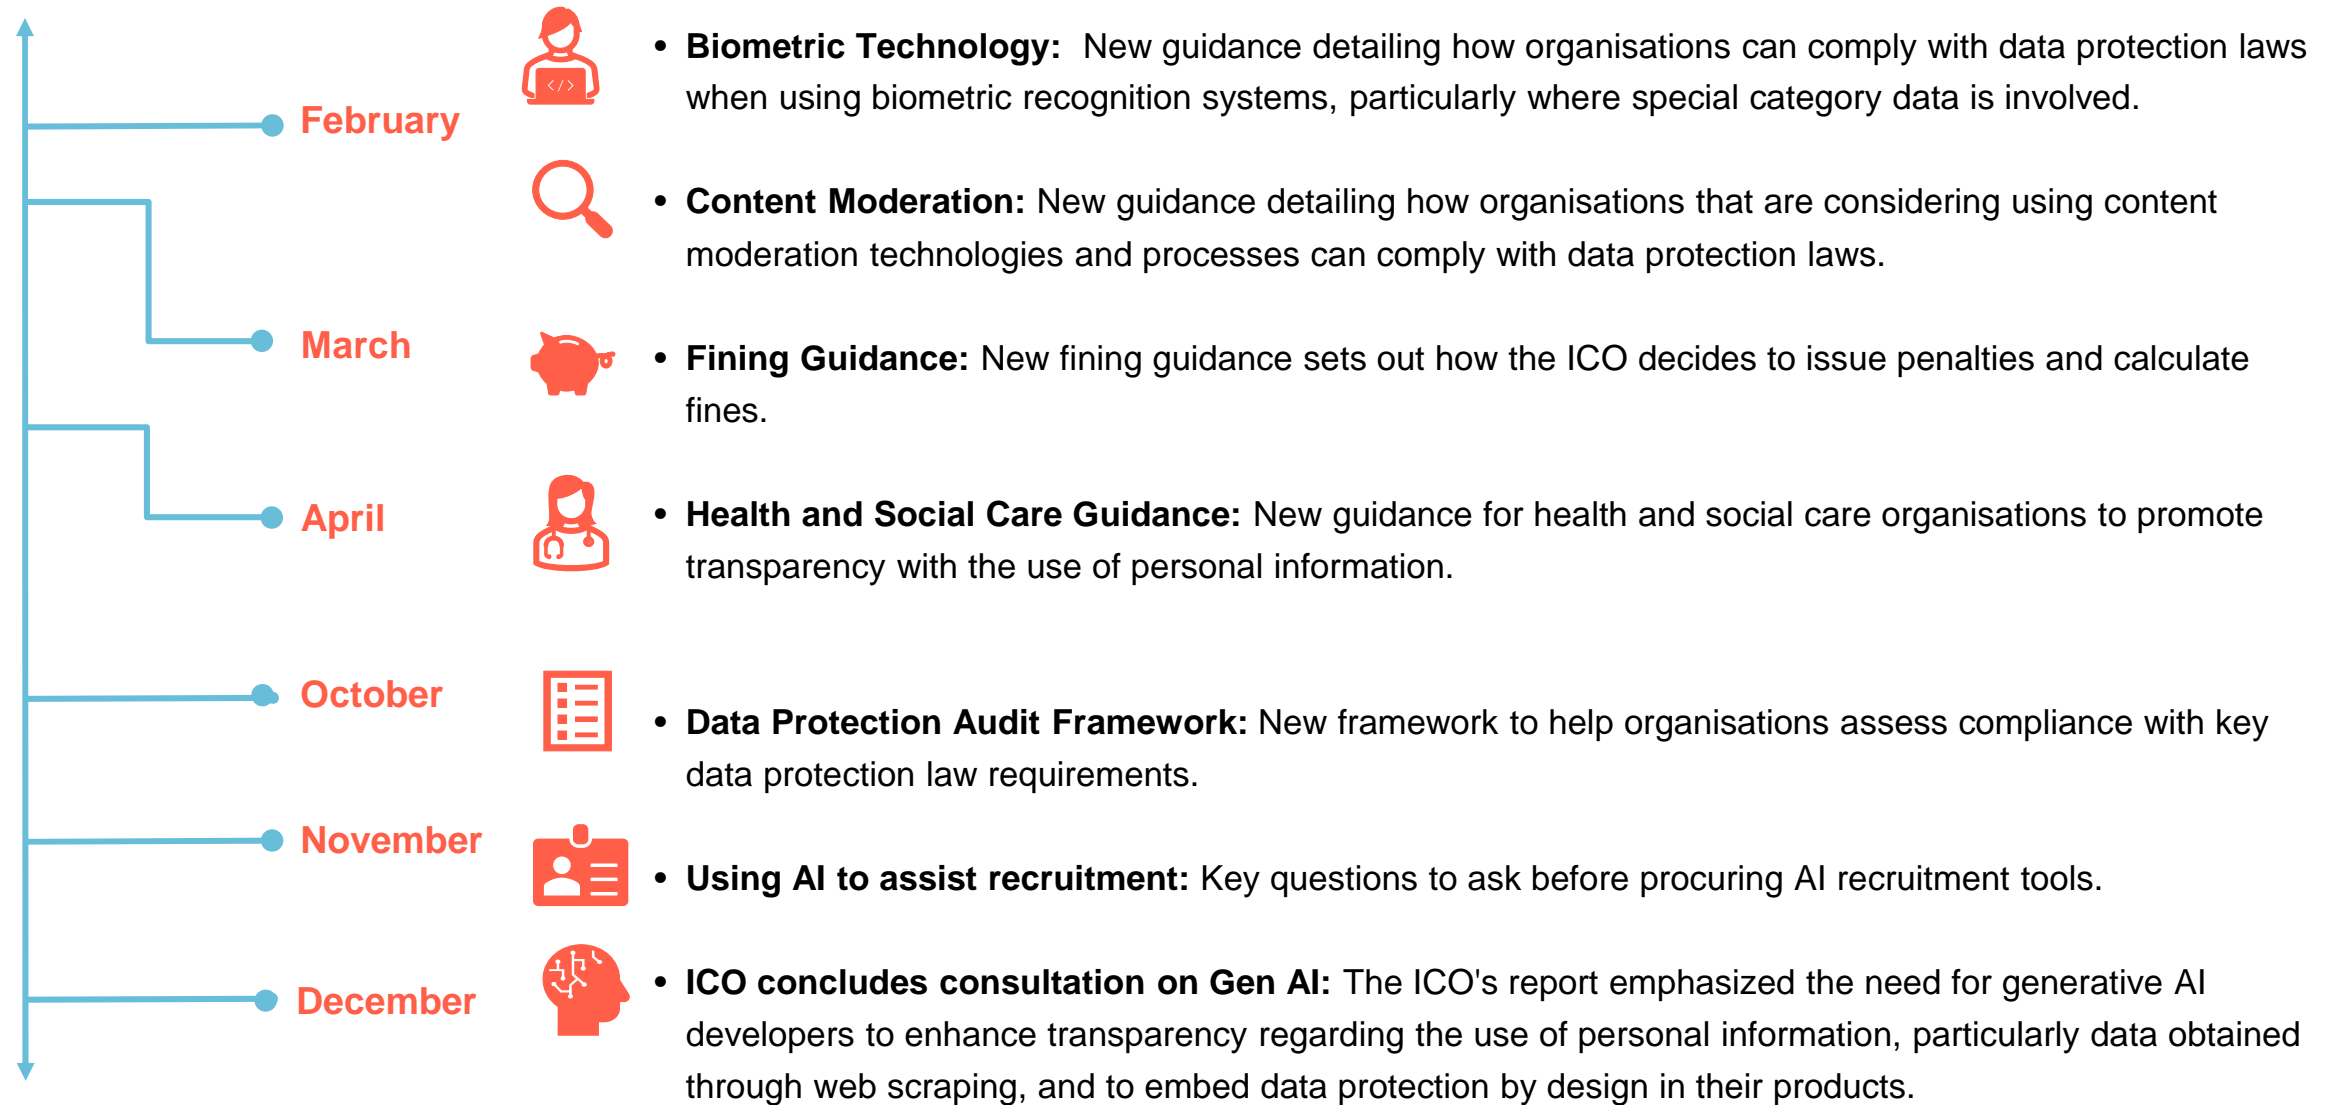 • Biometric Technology: New guidance detailing how organisations can comply with data protection laws
when using biometric recognition systems, particularly where special category data is involved.
February
• Content Moderation: New guidance detailing how organisations that are considering using content
moderation technologies and processes can comply with data protection laws.
March
• Fining Guidance: New fining guidance sets out how the ICO decides to issue penalties and calculate
fines.
April
• Health and Social Care Guidance: New guidance for health and social care organisations to promote
transparency with the use of personal information.
October
• Data Protection Audit Framework: New framework to help organisations assess compliance with key
data protection law requirements.
November
• Using AI to assist recruitment: Key questions to ask before procuring AI recruitment tools.
December
• ICO concludes consultation on Gen AI: The ICO's report emphasized the need for generative AI
developers to enhance transparency regarding the use of personal information, particularly data obtained
through web scraping, and to embed data protection by design in their products.